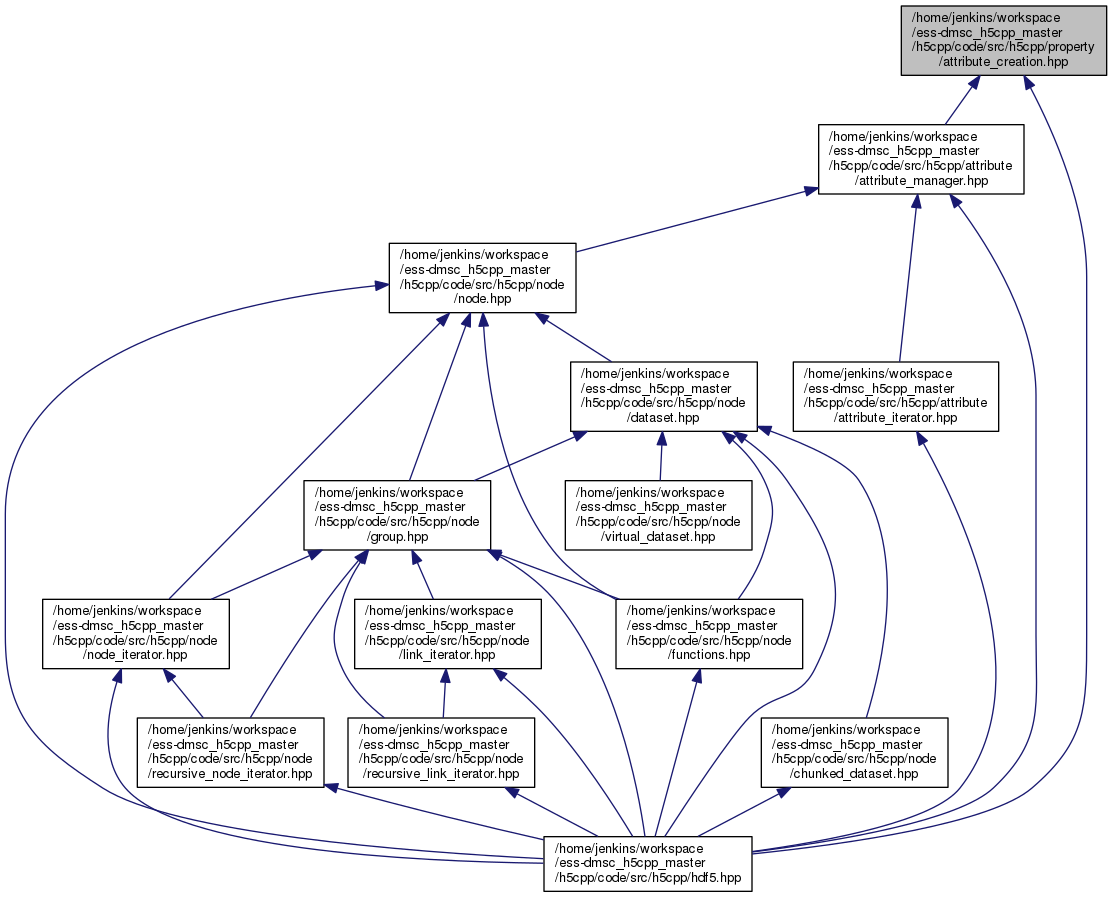 /home/jenkins/workspace
/ess-dmsc_h5cpp_master
/h5cpp/code/src/h5cpp/property
/attribute_creation.hpp
/home/jenkins/workspace
/ess-dmsc_h5cpp_master
/h5cpp/code/src/h5cpp/attribute
/attribute_manager.hpp
/home/jenkins/workspace
/ess-dmsc_h5cpp_master
/h5cpp/code/src/h5cpp/node
/node.hpp
/home/jenkins/workspace
/ess-dmsc_h5cpp_master
/h5cpp/code/src/h5cpp/node
/dataset.hpp
/home/jenkins/workspace
/ess-dmsc_h5cpp_master
/h5cpp/code/src/h5cpp/attribute
/attribute_iterator.hpp
/home/jenkins/workspace
/ess-dmsc_h5cpp_master
/h5cpp/code/src/h5cpp/node
/group.hpp
/home/jenkins/workspace
/ess-dmsc_h5cpp_master
/h5cpp/code/src/h5cpp/node
/virtual_dataset.hpp
/home/jenkins/workspace
/ess-dmsc_h5cpp_master
/h5cpp/code/src/h5cpp/node
/node_iterator.hpp
/home/jenkins/workspace
/ess-dmsc_h5cpp_master
/h5cpp/code/src/h5cpp/node
/link_iterator.hpp
/home/jenkins/workspace
/ess-dmsc_h5cpp_master
/h5cpp/code/src/h5cpp/node
/functions.hpp
/home/jenkins/workspace
/ess-dmsc_h5cpp_master
/h5cpp/code/src/h5cpp/node
/recursive_node_iterator.hpp
/home/jenkins/workspace
/ess-dmsc_h5cpp_master
/h5cpp/code/src/h5cpp/node
/recursive_link_iterator.hpp
/home/jenkins/workspace
/ess-dmsc_h5cpp_master
/h5cpp/code/src/h5cpp/node
/chunked_dataset.hpp
/home/jenkins/workspace
/ess-dmsc_h5cpp_master
/h5cpp/code/src/h5cpp/hdf5.hpp